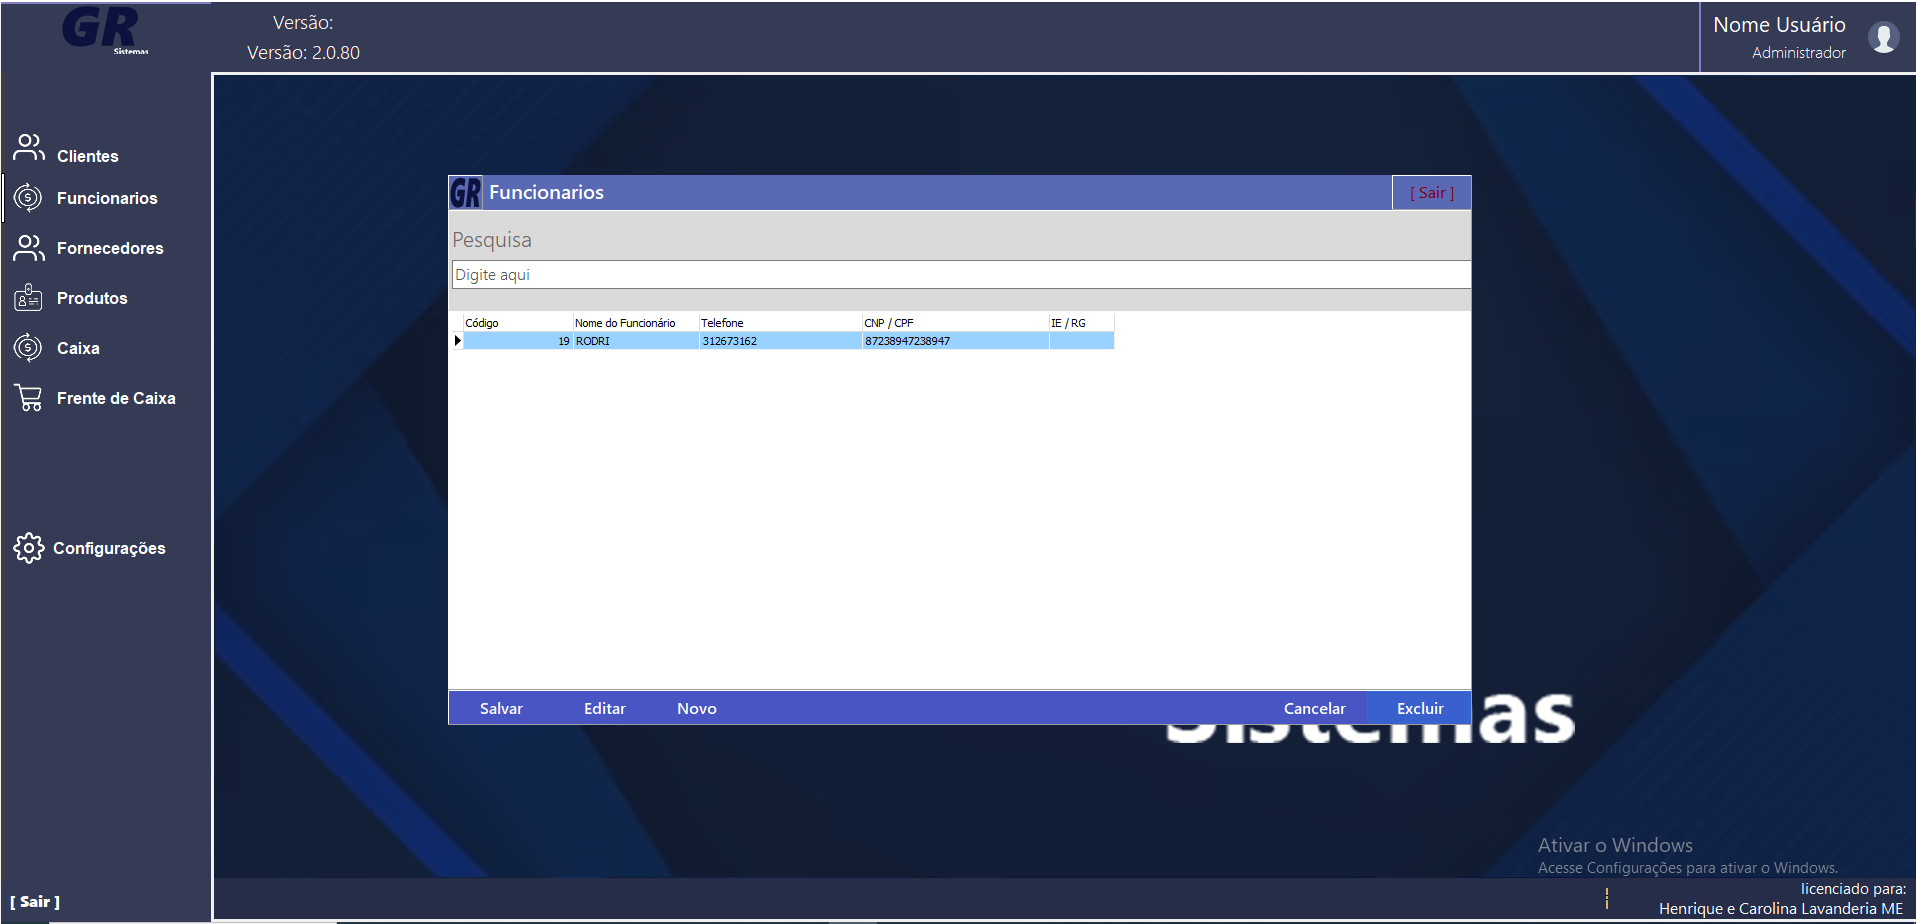 GR
Sistemas
Versão:
Versão: 2.0.80
Nome Usuário
Administrador
Clientes
Funcionarios
Fornecedores
Produtos
Caixa
Frente de Caixa
Configurações
[ Sair ]
GR Funcionarios [ Sair ]
Pesquisa
Digite aqui
Código Nome do Funcionário Telefone CNP / CPF IE / RG
19 RODRI 312673162 87238947238947
Salvar Editar Novo Cancelar Excluir
Sistemas
Ativar o Windows
Acesse Configurações para ativar o Windows.
licenciado para:
Henrique e Carolina Lavanderia ME